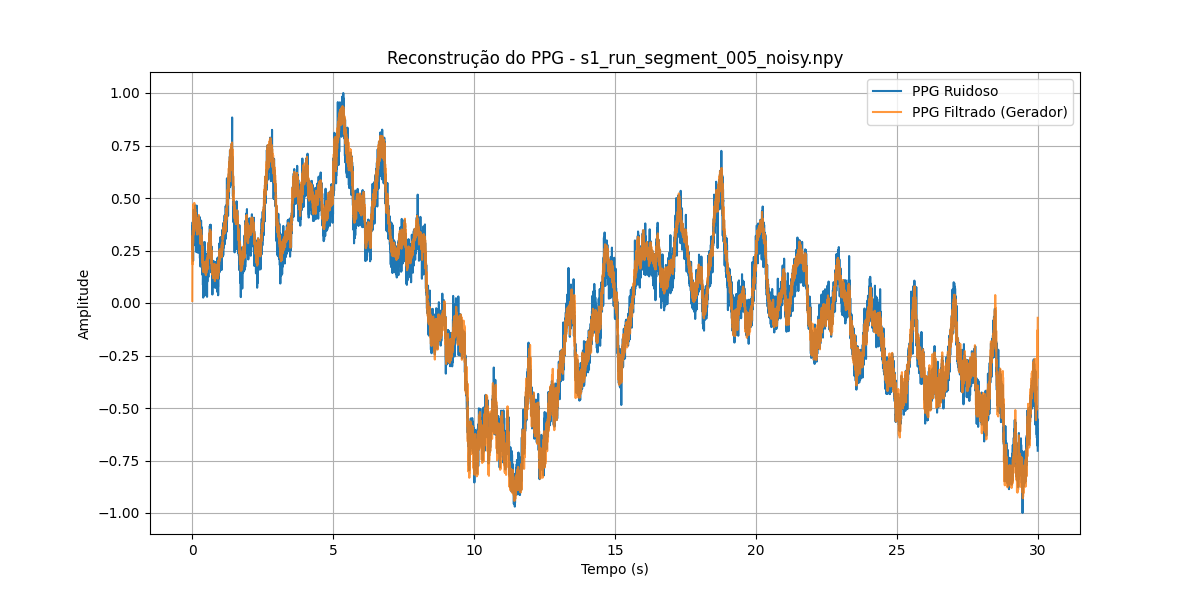 Reconstrução do PPG - s1_run_segment_005_noisy.npy
PPG Ruidoso
PPG Filtrado (Gerador)
Amplitude
1.00
0.75
0.50
0.25
0.00
−0.25
−0.50
−0.75
−1.00
0 5 10 15 20 25 30
Tempo (s)